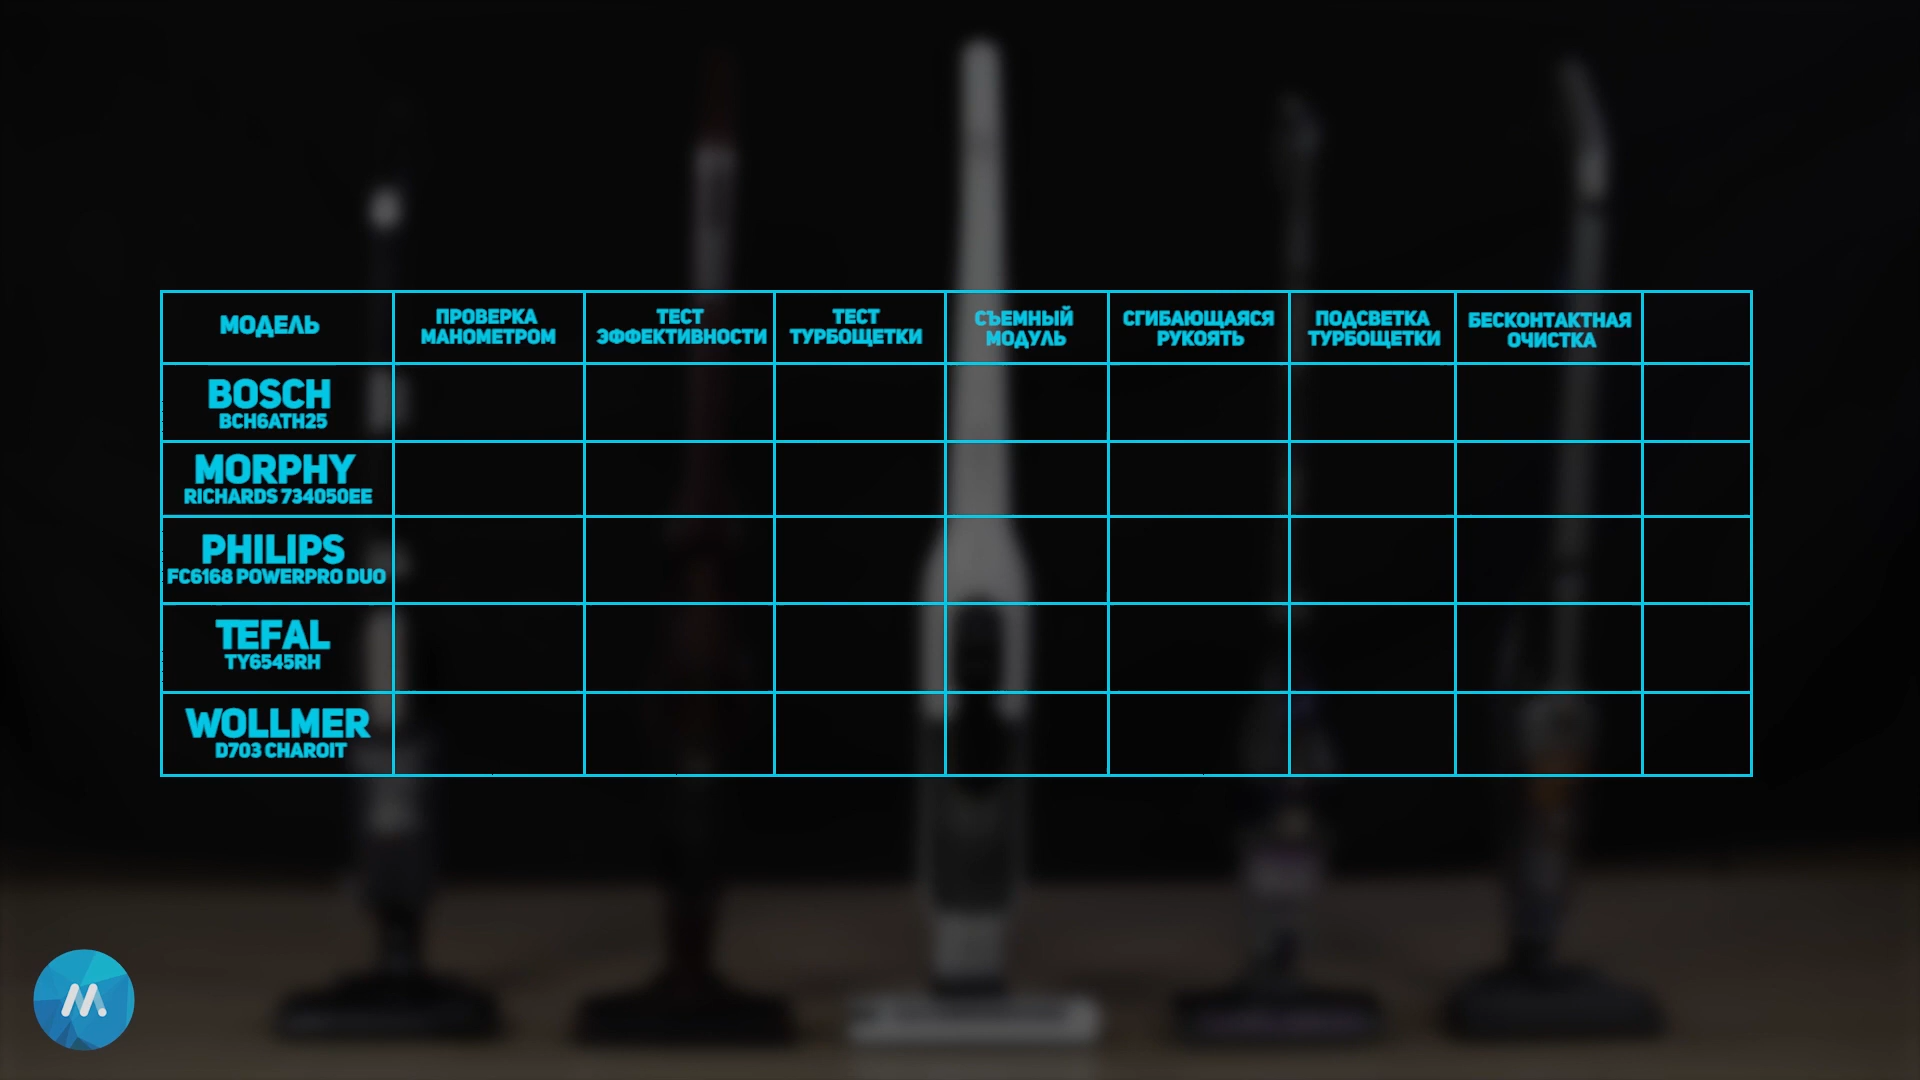 МОДЕЛЬ
ПРОВЕРКА
МАНОМЕТРОМ
ТЕСТ
ЭФФЕКТИВНОСТИ
ТЕСТ
ТУРБОЩЕТКИ
СЪЕМНЫЙ
МОДУЛЬ
СГИБАЮЩАЯСЯ
РУКОЯТЬ
ПОДСВЕТКА
ТУРБОЩЕТКИ
БЕСКОНТАКТНАЯ
ОЧИСТКА
BOSCH
BCH6ATH25
MORPHY
RICHARDS 734050EE
PHILIPS
FC6168 POWERPRO DUO
TEFAL
TY6545RH
WOLLMER
D703 CHAROIT
M